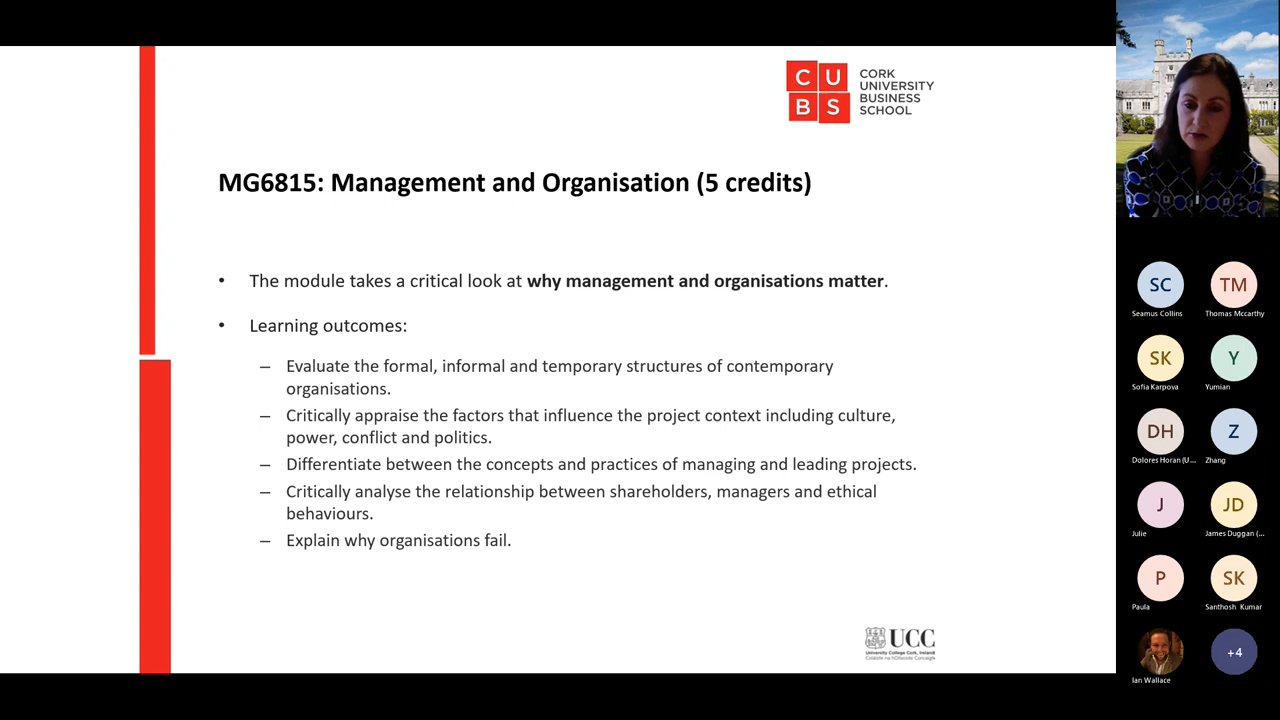 CU
BS
CORK
UNIVERSITY
BUSINESS
SCHOOL
MG6815: Management and Organisation (5 credits)
• The module takes a critical look at why management and organisations matter.
• Learning outcomes:
– Evaluate the formal, informal and temporary structures of contemporary
organisations.
– Critically appraise the factors that influence the project context including culture,
power, conflict and politics.
– Differentiate between the concepts and practices of managing and leading projects.
– Critically analyse the relationship between shareholders, managers and ethical
behaviours.
– Explain why organisations fail.
UCC
University College Cork, Ireland
Coláiste na hOllscoile Corcaigh
SC
Seamus Collins
TM
Thomas Mccarthy
SK
Sofia Karpova
Y
Yumian
DH
Dolores Horan (U...
Z
Zhang
J
Julie
JD
James Duggan (...
P
Paula
SK
Santhosh Kumar
Ian Wallace
+4